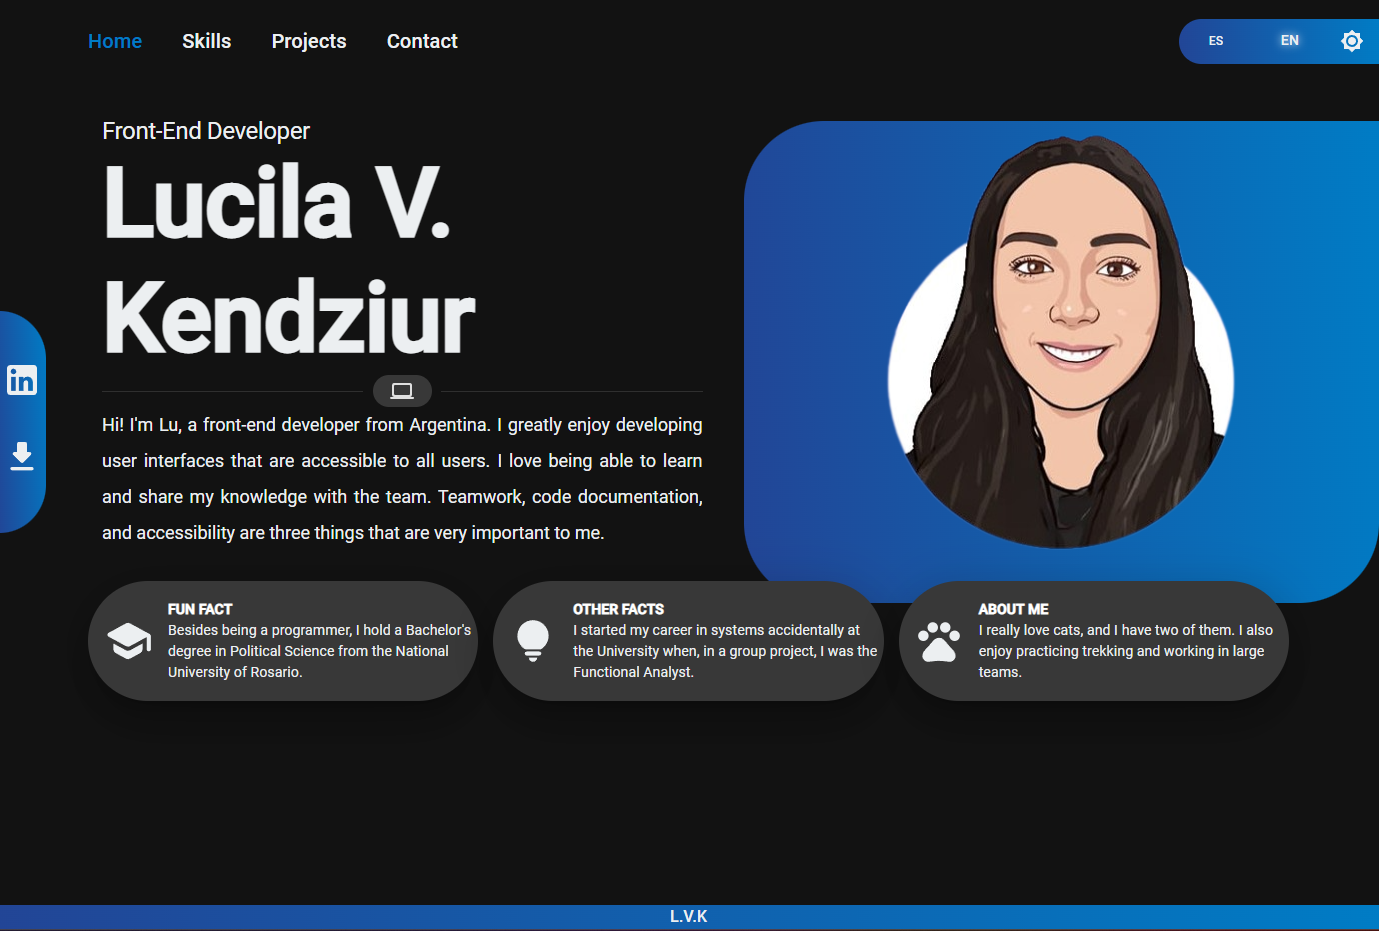 Home Skills Projects Contact
ES EN
Front-End Developer
Lucila V.
Kendziur
in
Hi! I'm Lu, a front-end developer from Argentina. I greatly enjoy developing
user interfaces that are accessible to all users. I love being able to learn
and share my knowledge with the team. Teamwork, code documentation,
and accessibility are three things that are very important to me.
FUN FACT
Besides being a programmer, I hold a Bachelor's
degree in Political Science from the National
University of Rosario.
OTHER FACTS
I started my career in systems accidentally at
the University when, in a group project, I was the
Functional Analyst.
ABOUT ME
I really love cats, and I have two of them. I also
enjoy practicing trekking and working in large
teams.
L.V.K